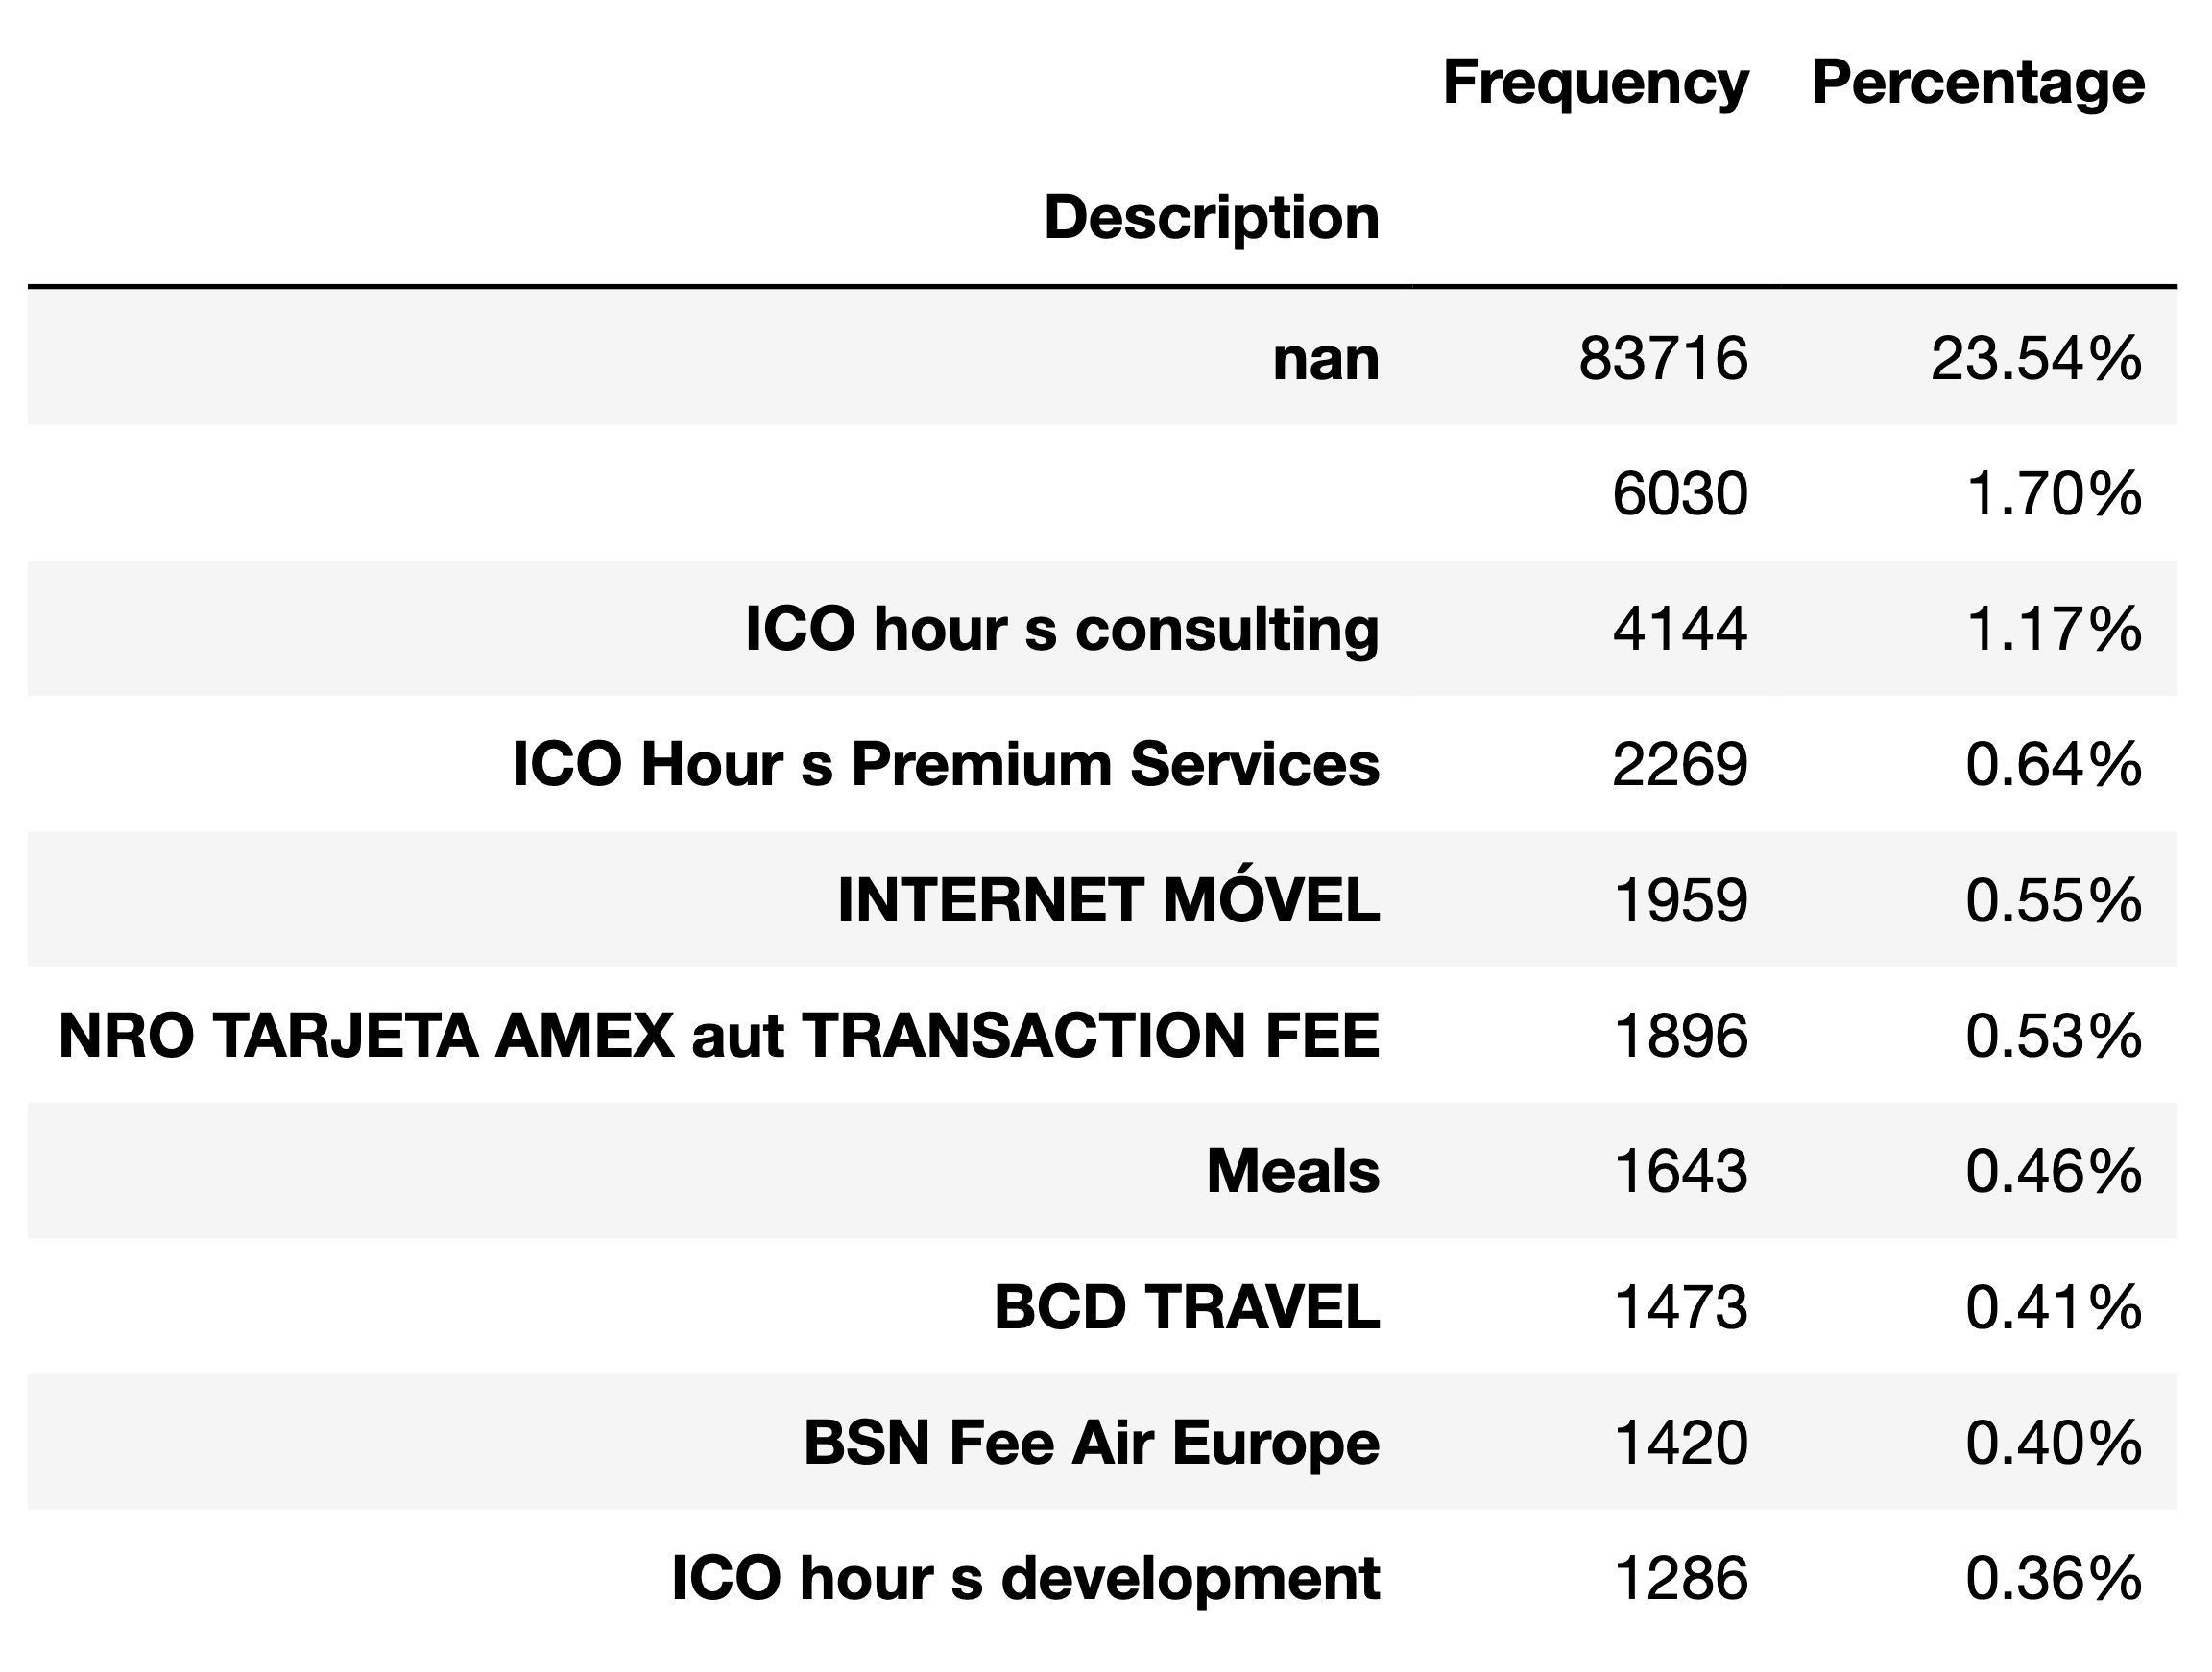 Frequency Percentage
Description
nan 83716 23.54%
6030 1.70%
ICO hour s consulting 4144 1.17%
ICO Hour s Premium Services 2269 0.64%
INTERNET MÓVEL 1959 0.55%
NRO TARJETA AMEX aut TRANSACTION FEE 1896 0.53%
Meals 1643 0.46%
BCD TRAVEL 1473 0.41%
BSN Fee Air Europe 1420 0.40%
ICO hour s development 1286 0.36%